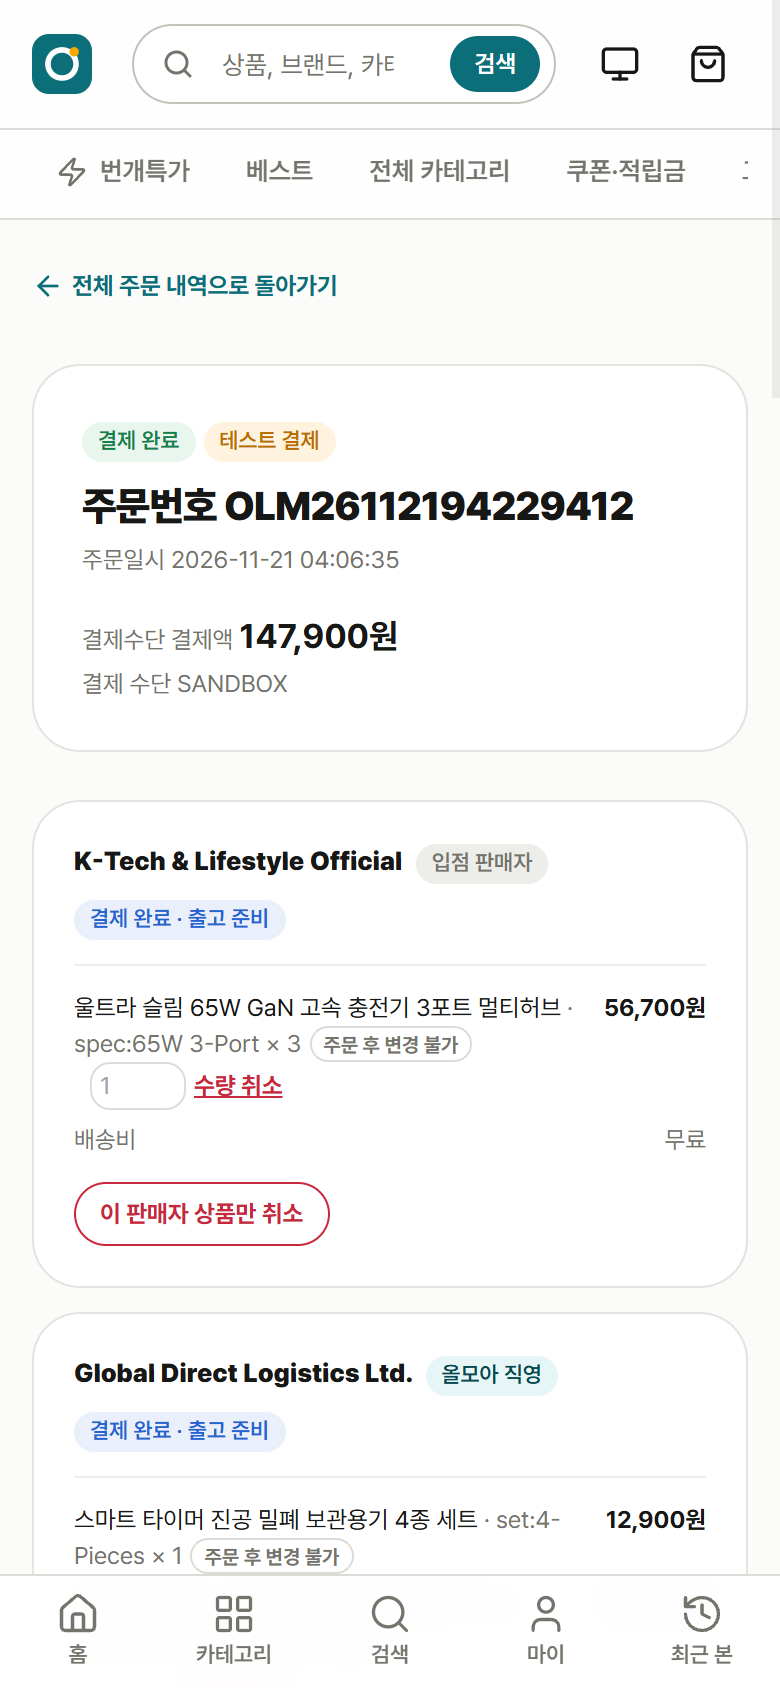 상품, 브랜드, 카
검색
번개특가
베스트
전체 카테고리
쿠폰·적립금
전체 주문 내역으로 돌아가기
결제 완료
테스트 결제
주문번호 OLM26112194229412
주문일시 2026-11-21 04:06:35
결제수단 결제액 147,900원
결제 수단 SANDBOX
K-Tech & Lifestyle Official 입점 판매자
결제 완료 · 출고 준비
울트라 슬림 65W GaN 고속 충전기 3포트 멀티허브 · 56,700원
spec:65W 3-Port × 3 주문 후 변경 불가
1 수량 취소
배송비 무료
이 판매자 상품만 취소
Global Direct Logistics Ltd. 올모아 직영
결제 완료 · 출고 준비
스마트 타이머 진공 밀폐 보관용기 4종 세트 · set:4- 12,900원
Pieces × 1 주문 후 변경 불가
홈
카테고리
검색
마이
최근 본